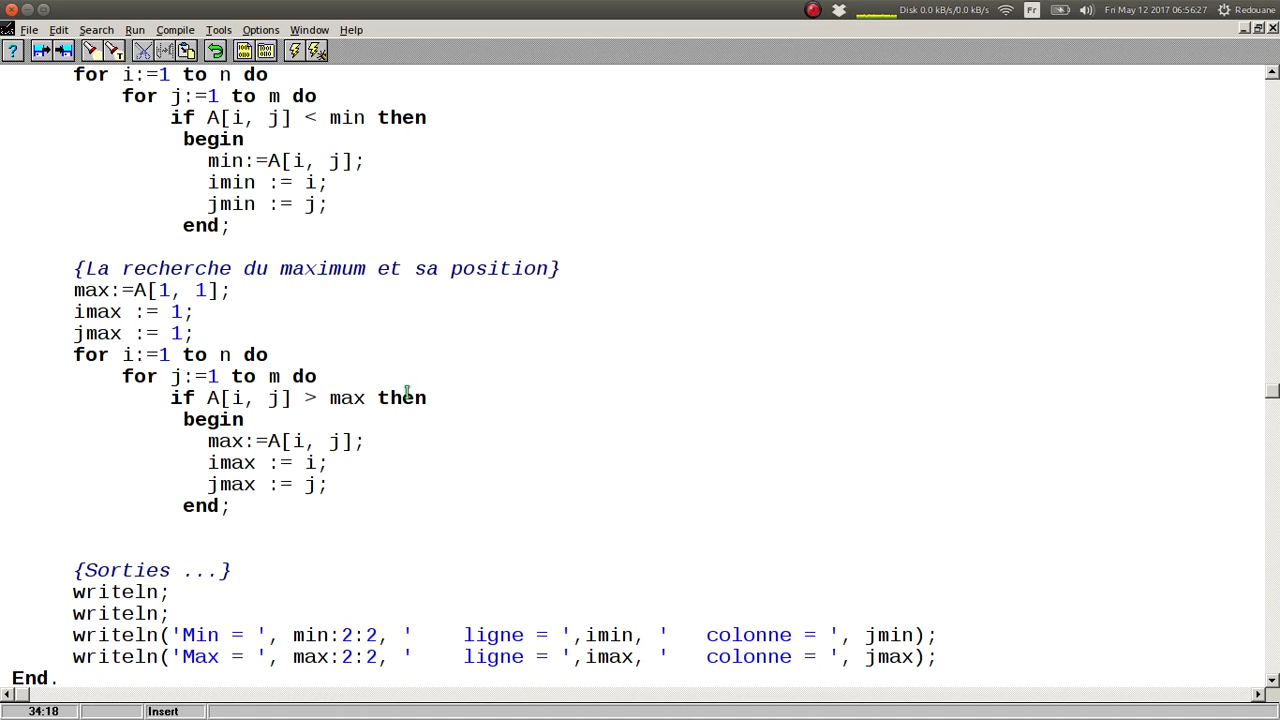 Disk 0.0 kB/s/0.0 kB/s Fr Fri May 12 2017 06:56:27 Redouane
File Edit Search Run Compile Tools Options Window Help
for i:=1 to n do
for j:=1 to m do
if A[i, j] < min then
begin
min:=A[i, j];
imin := i;
jmin := j;
end;
{La recherche du maximum et sa position}
max:=A[1, 1];
imax := 1;
jmax := 1;
for i:=1 to n do
for j:=1 to m do
if A[i, j] > max then
begin
max:=A[i, j];
imax := i;
jmax := j;
end;
{Sorties ...}
writeln;
writeln;
writeln('Min = ', min:2:2, '    ligne = ',imin, '   colonne = ', jmin);
writeln('Max = ', max:2:2, '    ligne = ',imax, '   colonne = ', jmax);
End.
34:18 Insert